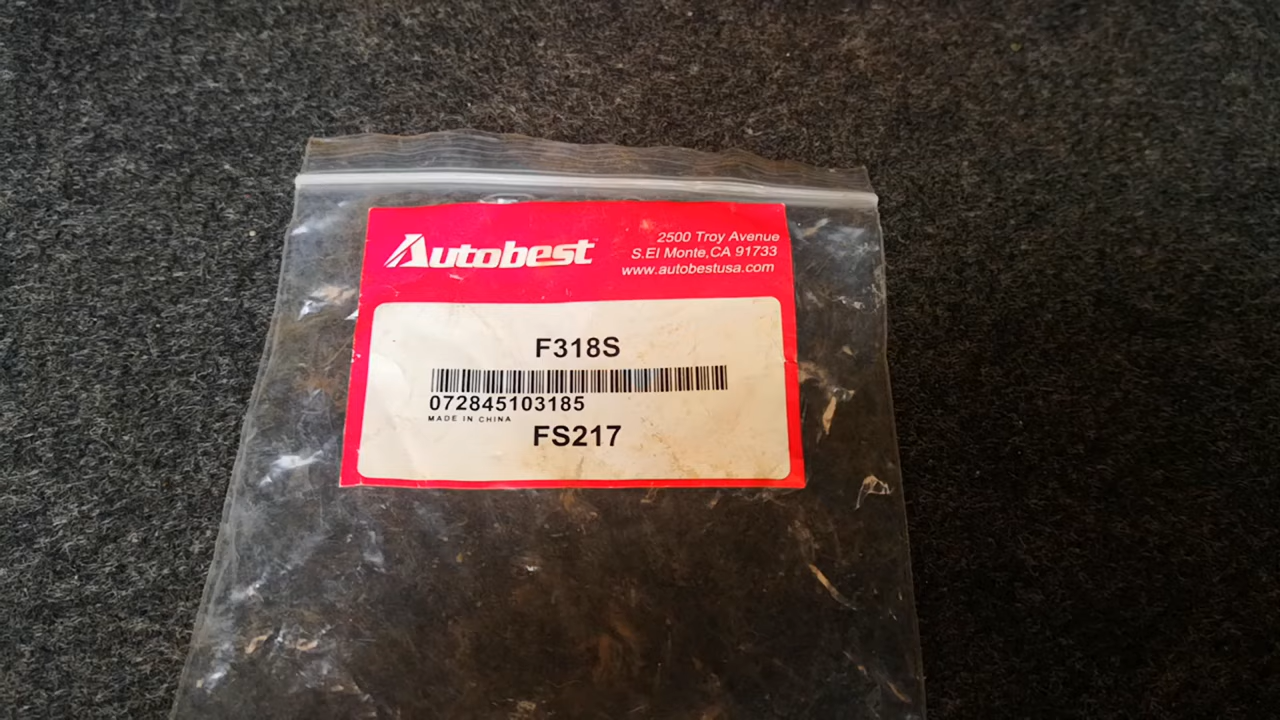 Autobest
2500 Troy Avenue
S.El Monte,CA 91733
www.autobestusa.com
F318S
072845103185
MADE IN CHINA
FS217